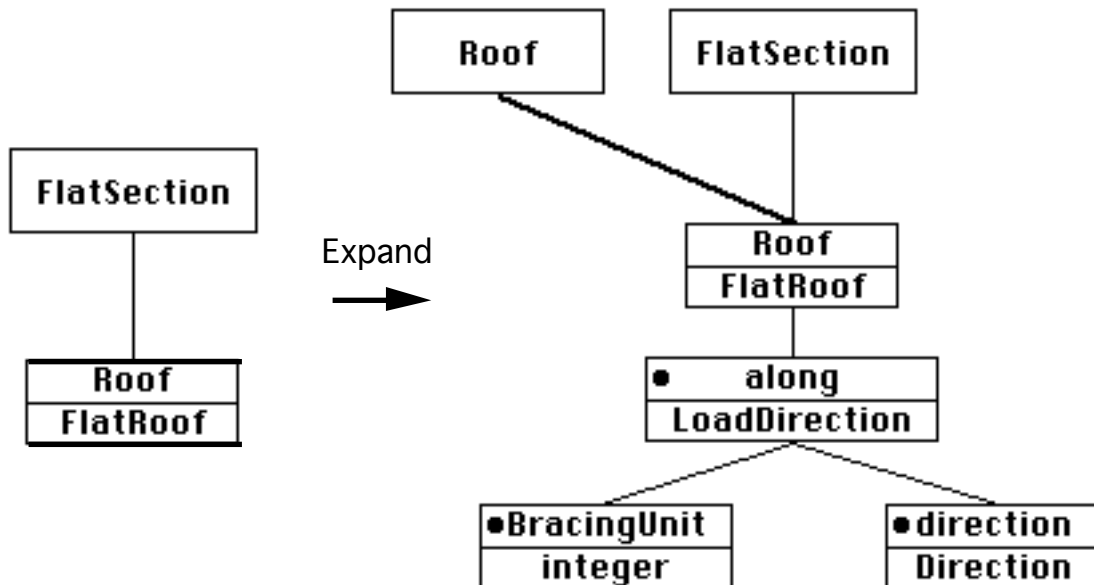 FlatSection
Roof
FlatRoof
Expand
Roof
FlatSection
Roof
FlatRoof
along
LoadDirection
BracingUnit
integer
direction
Direction